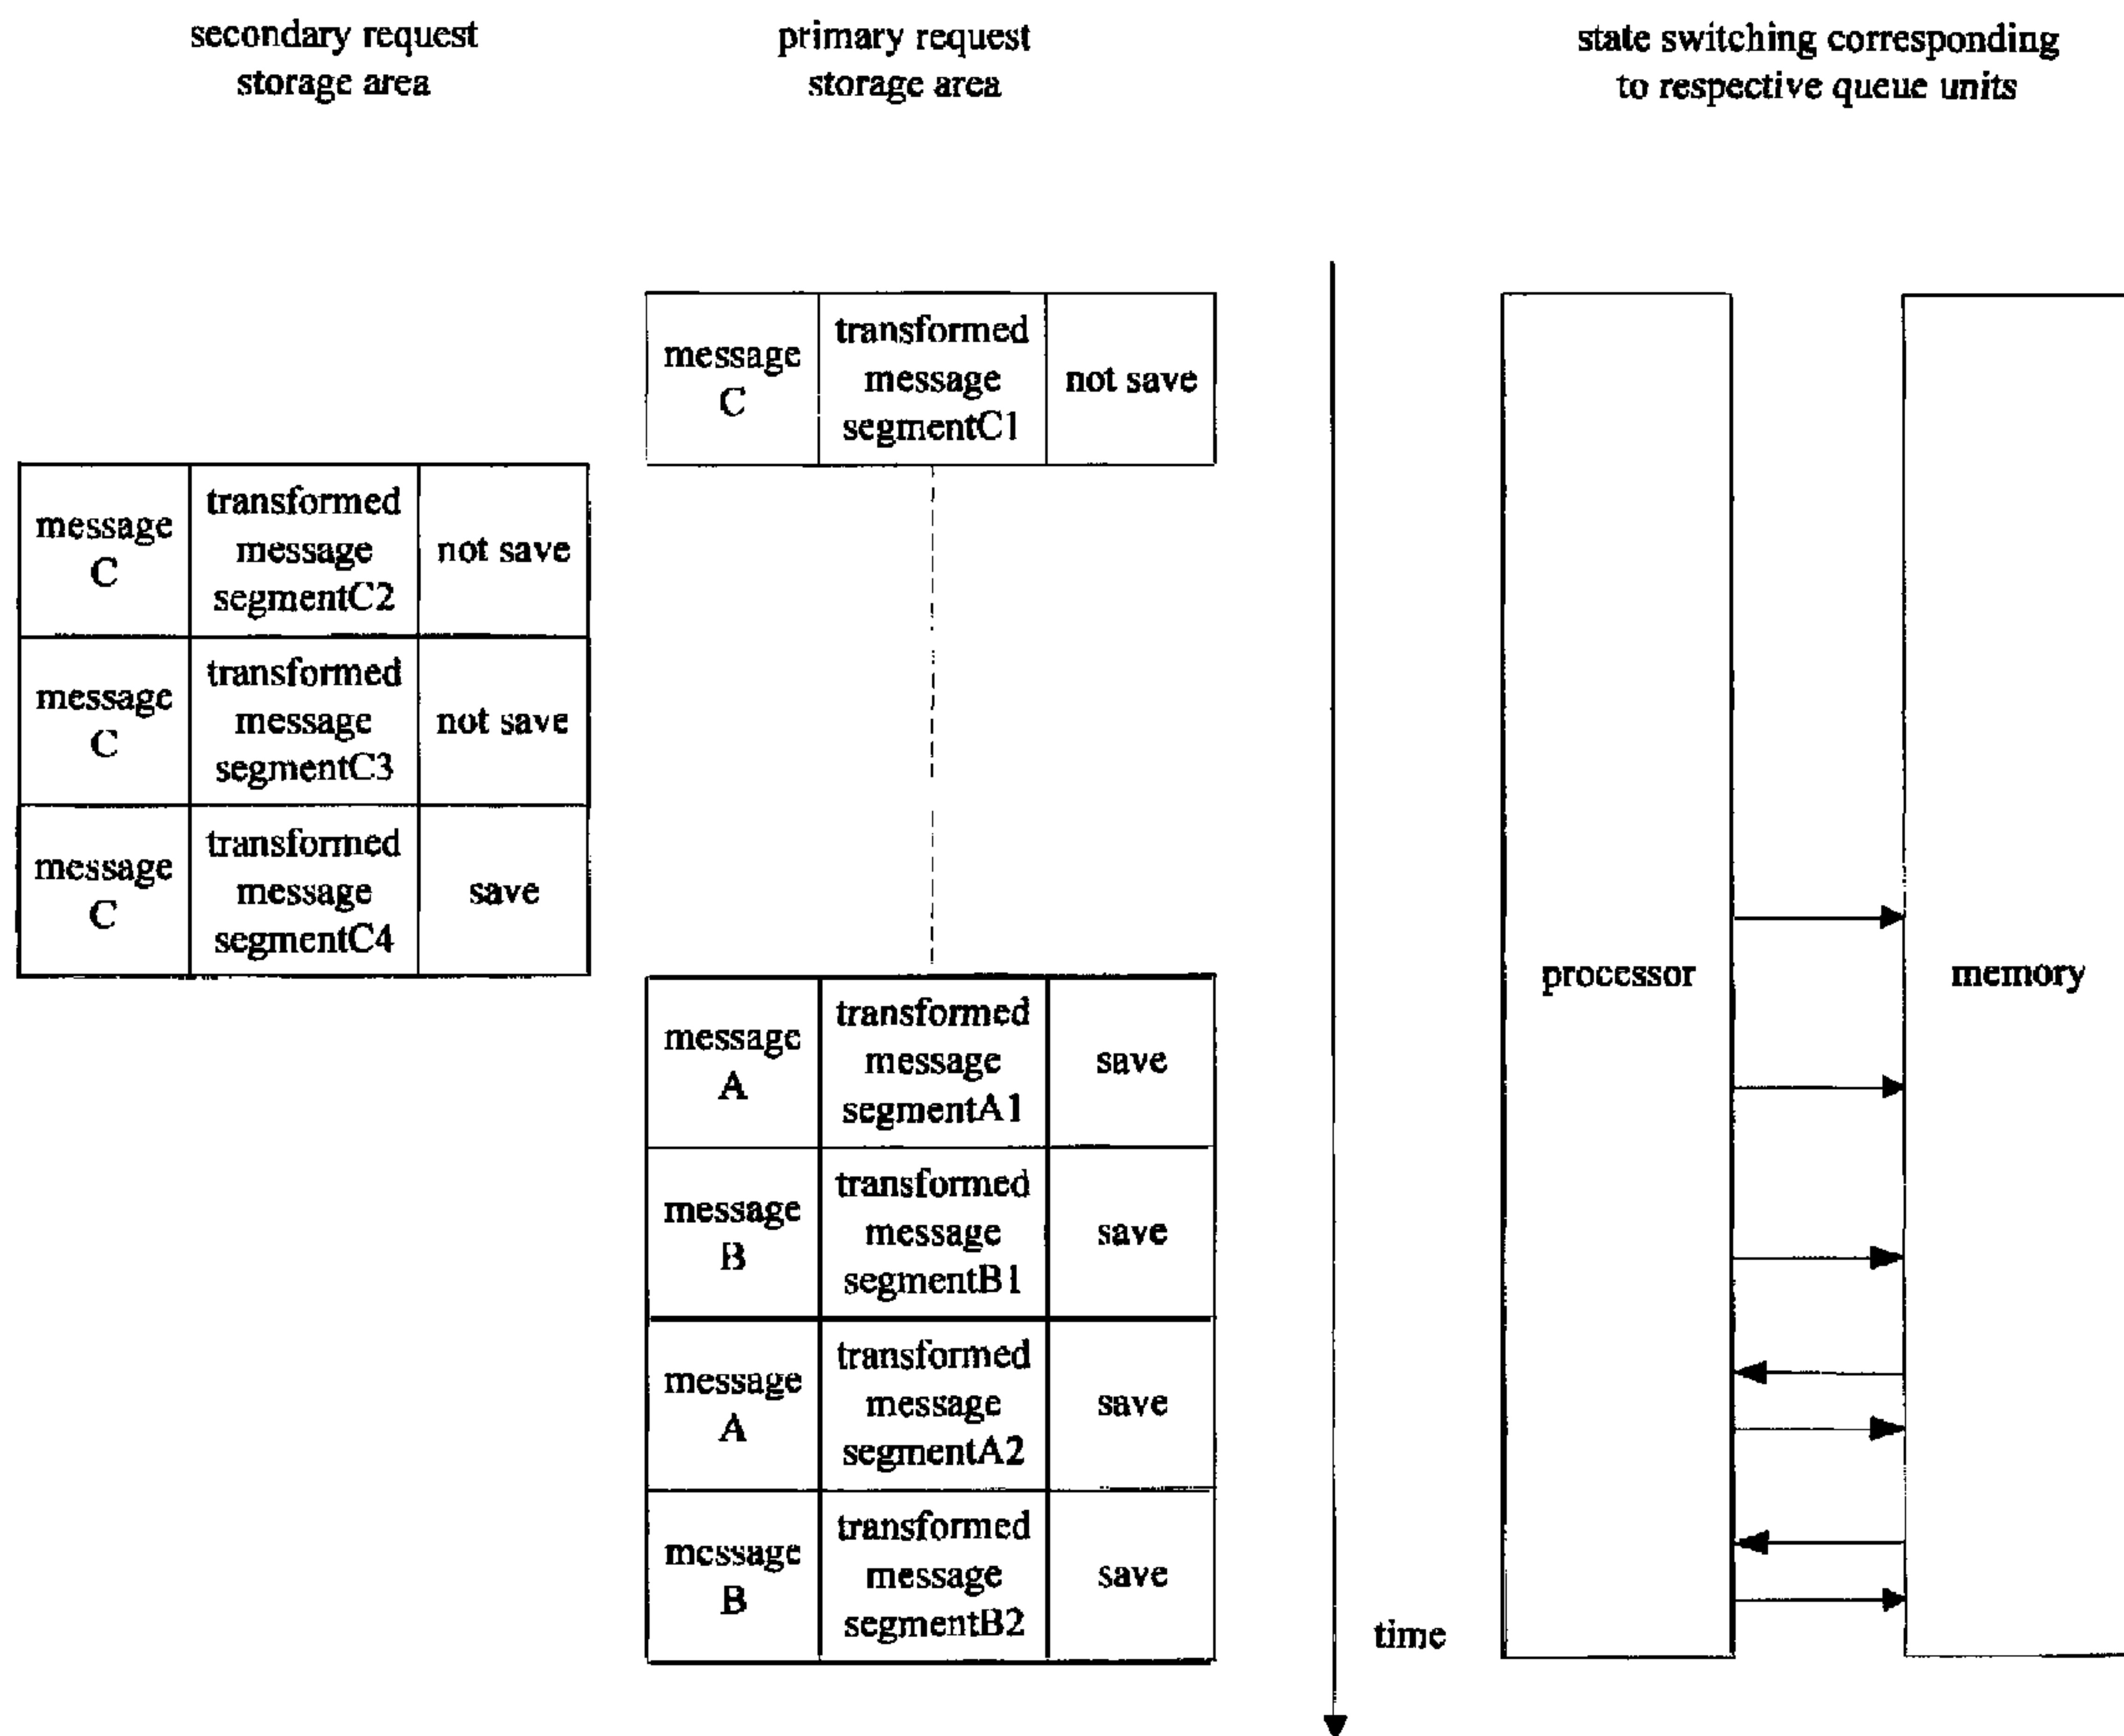 secondary request
storage area
primary request
storage area
state switching corresponding
to respective queue units
message
C
transformed
message
segmentC1
not save
message
C
transformed
message
segmentC2
not save
message
C
transformed
message
segmentC3
not save
message
C
transformed
message
segmentC4
save
message
A
transformed
message
segmentA1
save
message
B
transformed
message
segmentB1
save
message
A
transformed
message
segmentA2
save
message
B
transformed
message
segmentB2
save
time
processor
memory